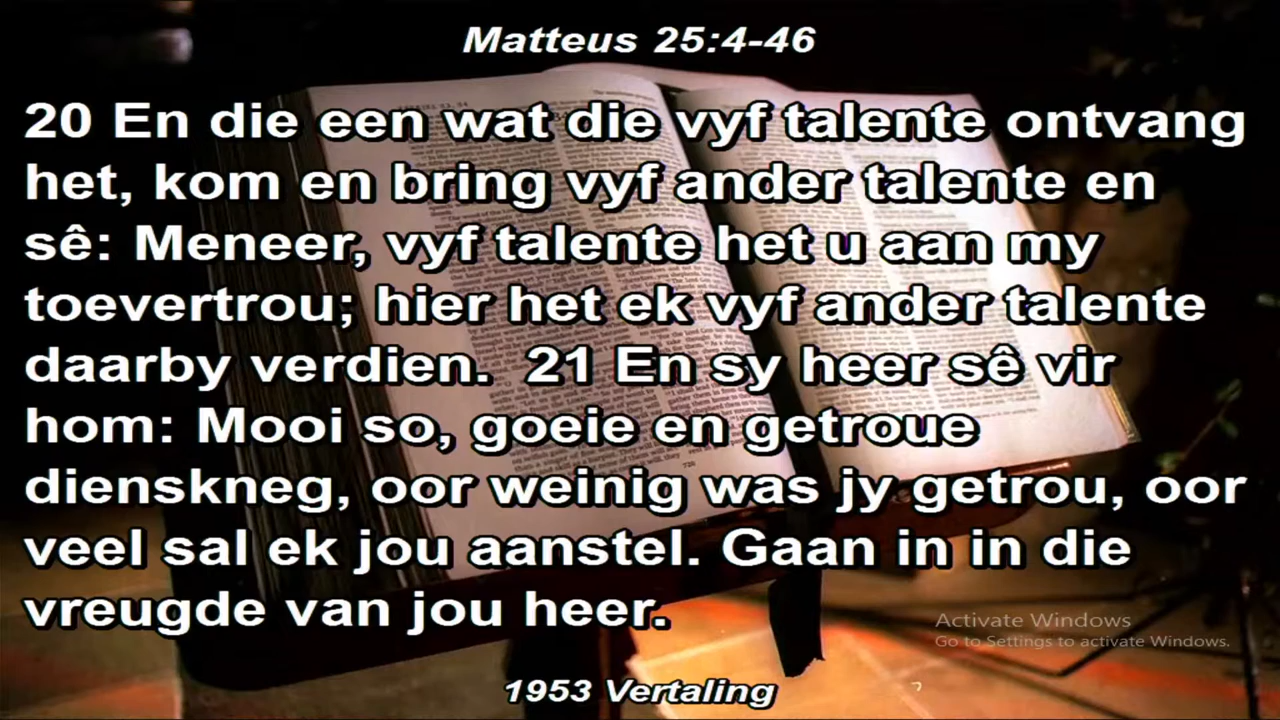 Matteus 25:4-46
20 En die een wat die vyf talente ontvang
het, kom en bring vyf ander talente en
sê: Meneer, vyf talente het u aan my
toevertrou; hier het ek vyf ander talente
daarby verdien.  21 En sy heer sê vir
hom: Mooi so, goeie en getroue
dienskneg, oor weinig was jy getrou, oor
veel sal ek jou aanstel. Gaan in in die
vreugde van jou heer.
Activate Windows
Go to Settings to activate Windows.
1953 Vertaling